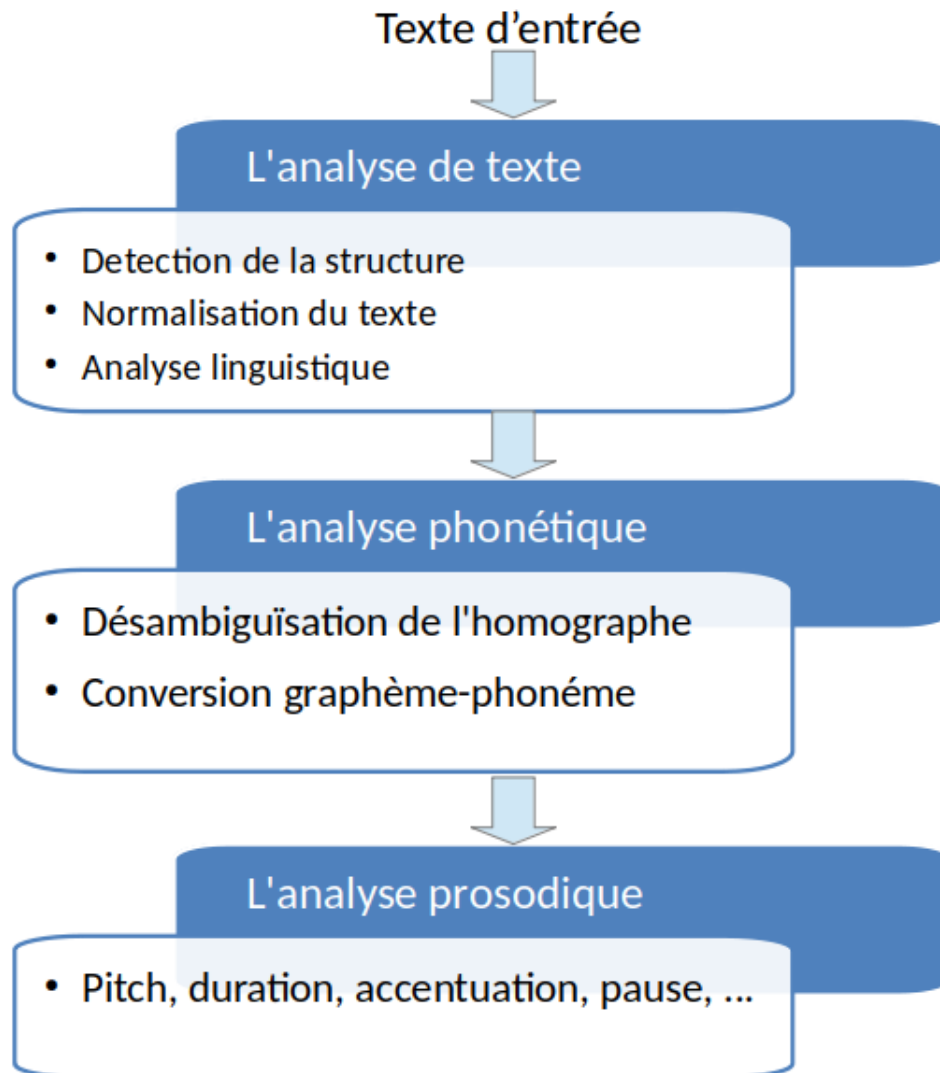 Texte d’entrée
L'analyse de texte
• Detection de la structure
• Normalisation du texte
• Analyse linguistique
L'analyse phonétique
• Désambiguïsation de l'homographe
• Conversion graphème-phonéme
L'analyse prosodique
• Pitch, duration, accentuation, pause, ...